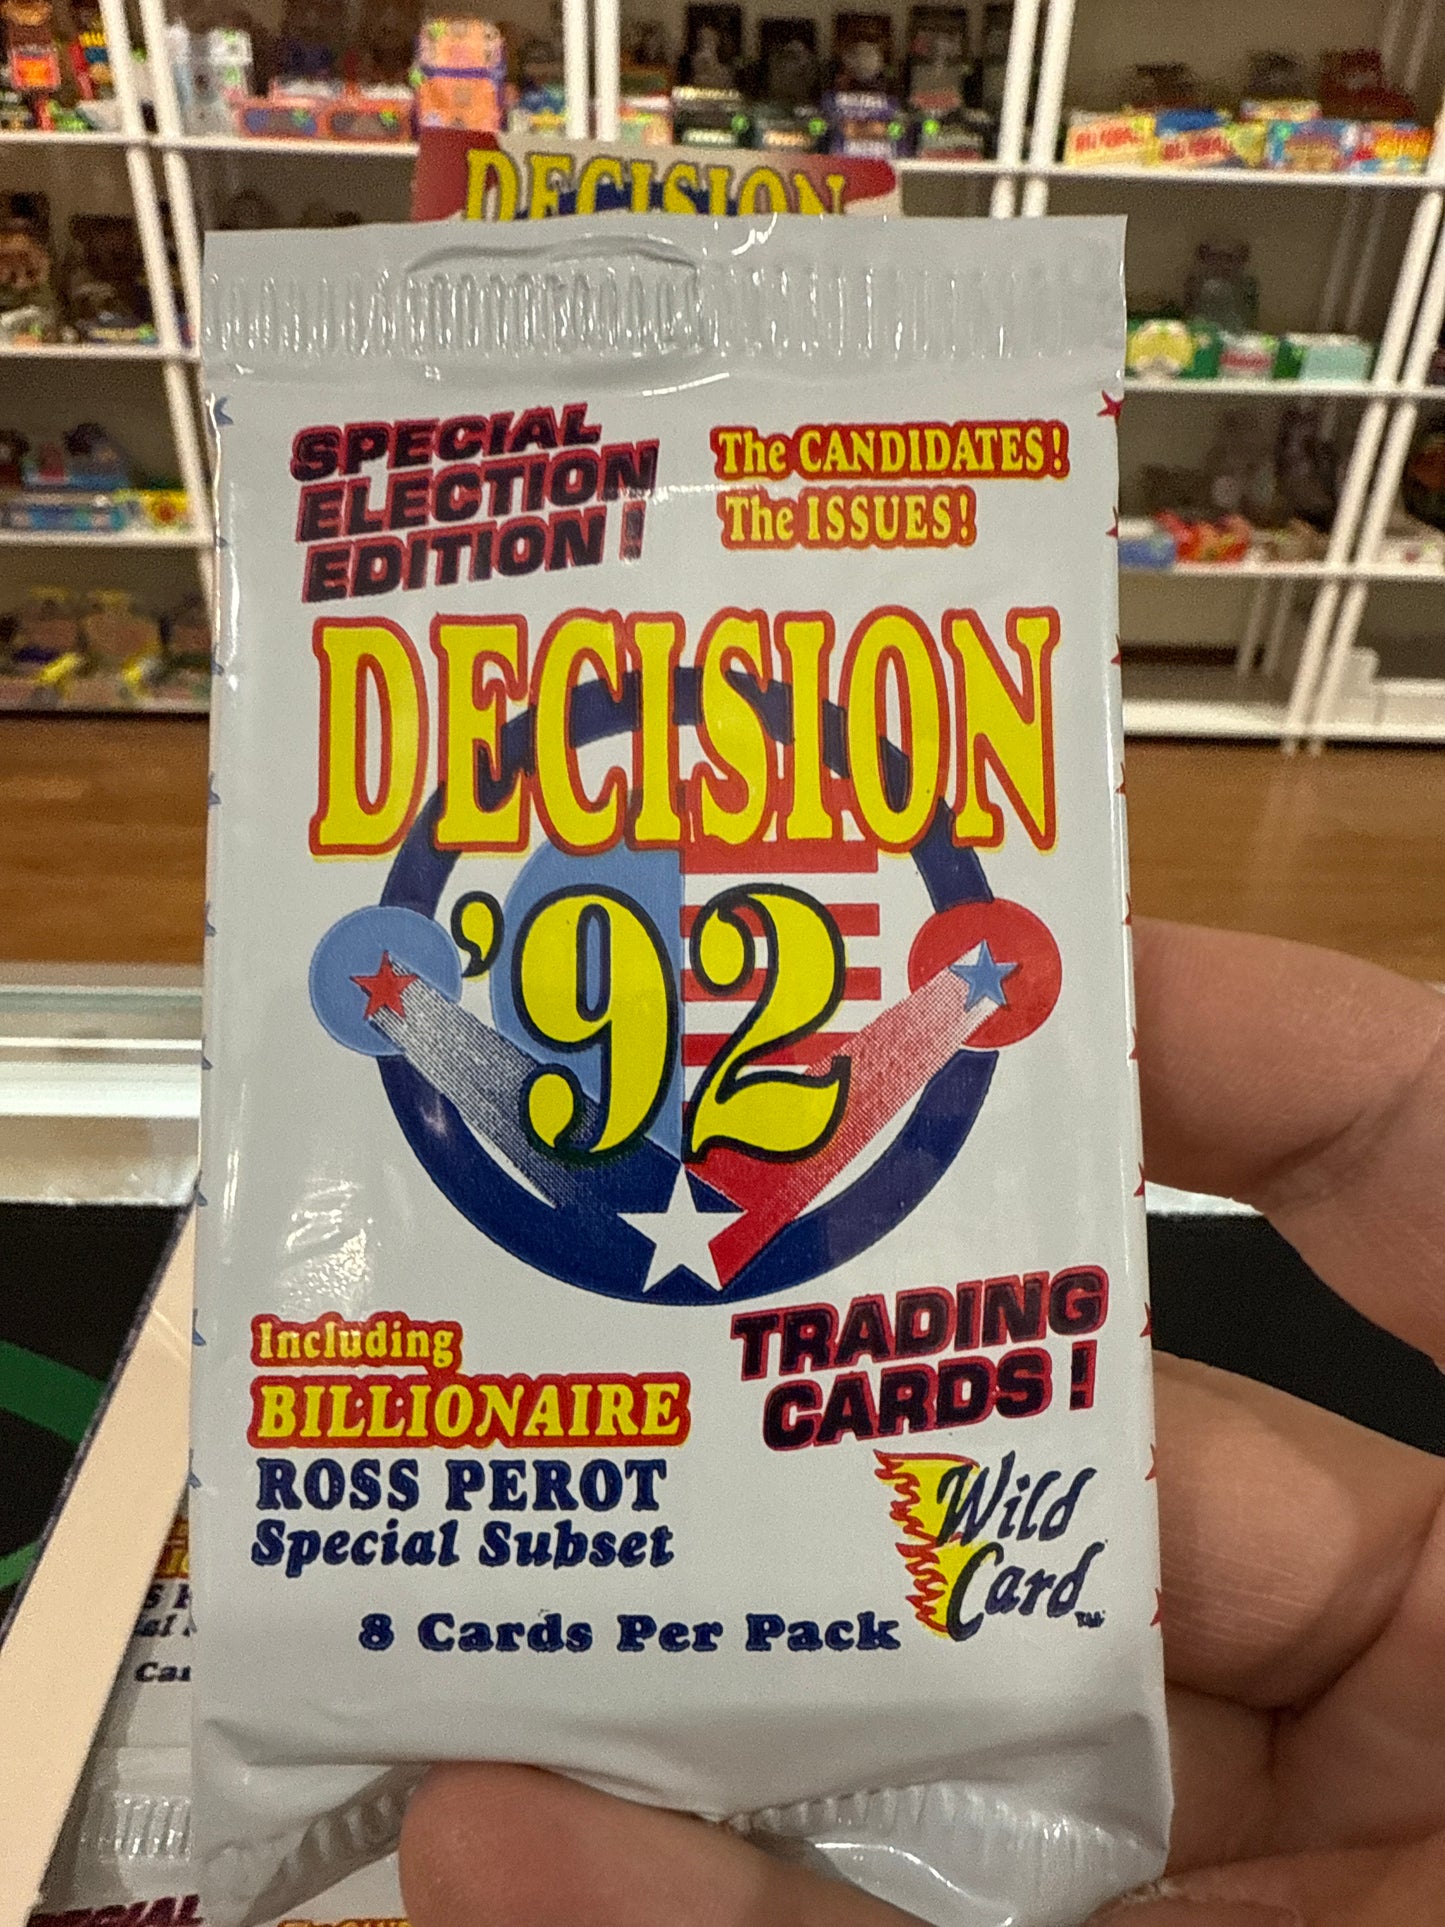 DECISION
SPECIAL
ELECTION
EDITION!
The CANDIDATES!
The ISSUES!
DECISION
'92
Including
BILLIONAIRE
ROSS PEROT
Special Subset
TRADING
CARDS!
Wild
Card
8 Cards Per Pack